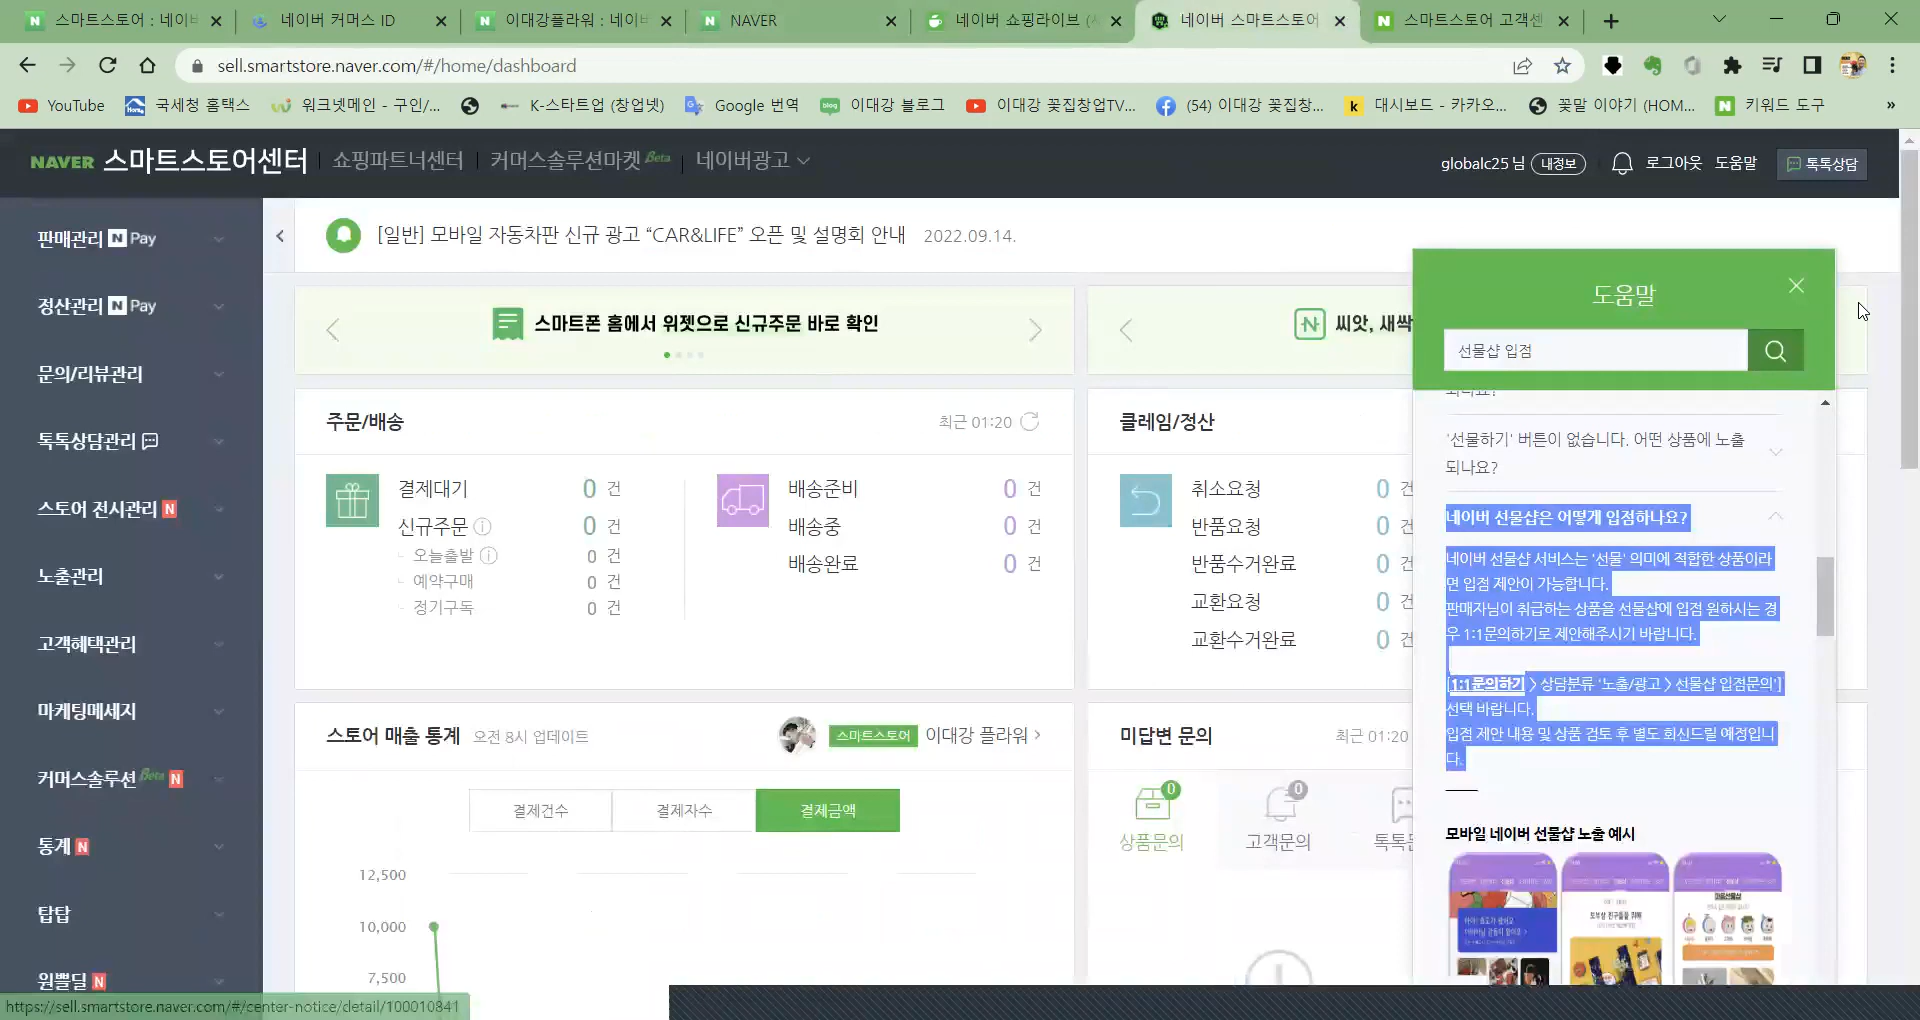 스마트스토어 : 네이버
네이버 커머스 ID
이대강플라워 : 네이버
NAVER
네이버 쇼핑라이브 (
네이버 스마트스토어
스마트스토어 고객센
sell.smartstore.naver.com/#/home/dashboard
YouTube
국세청 홈택스
워크넷메인 - 구인/...
K-스타트업 (창업넷)
Google 번역
이대강 블로그
이대강 꽃집창업TV...
(54) 이대강 꽃집창...
대시보드 - 카카오...
꽃말 이야기 (HOM...
키워드 도구
»
NAVER 스마트스토어센터
쇼핑파트너센터
커머스솔루션마켓 Beta
네이버광고
globalc25 님
내정보
로그아웃
도움말
톡톡상담
판매관리 N Pay
정산관리 N Pay
문의/리뷰관리
톡톡상담관리
스토어 전시관리 N
노출관리
고객혜택관리
마케팅메세지
커머스솔루션 Beta N
통계 N
탑탑
원쁠딜 N
[일반] 모바일 자동차판 신규 광고 “CAR&LIFE” 오픈 및 설명회 안내 2022.09.14.
스마트폰 홈에서 위젯으로 신규주문 바로 확인
씨앗, 새싹
주문/배송
최근 01:20
결제대기 0 건
신규주문 0 건
오늘출발 0 건
예약구매 0 건
정기구독 0 건
배송준비 0 건
배송중 0 건
배송완료 0 건
클레임/정산
취소요청 0 건
반품요청 0 건
반품수거완료 0 건
교환요청 0 건
교환수거완료 0 건
스토어 매출 통계 오전 8시 업데이트
스마트스토어 이대강 플라워
결제건수
결제자수
결제금액
12,500
10,000
7,500
미답변 문의
최근 01:20
0
상품문의
0
고객문의
톡톡문
도움말
선물샵 입점
되나요?
'선물하기' 버튼이 없습니다. 어떤 상품에 노출
되나요?
네이버 선물샵은 어떻게 입점하나요?
네이버 선물샵 서비스는 '선물' 의미에 적합한 상품이라
면 입점 제안이 가능합니다.
판매자님이 취급하는 상품을 선물샵에 입점 원하시는 경
우 1:1문의하기로 제안해주시기 바랍니다.
[1:1문의하기 > 상담분류 '노출/광고 > 선물샵 입점문의']
선택 바랍니다.
입점 제안 내용 및 상품 검토 후 별도 회신드릴 예정입니
다.
모바일 네이버 선물샵 노출 예시
https://sell.smartstore.naver.com/#/center-notice/detail/100010841